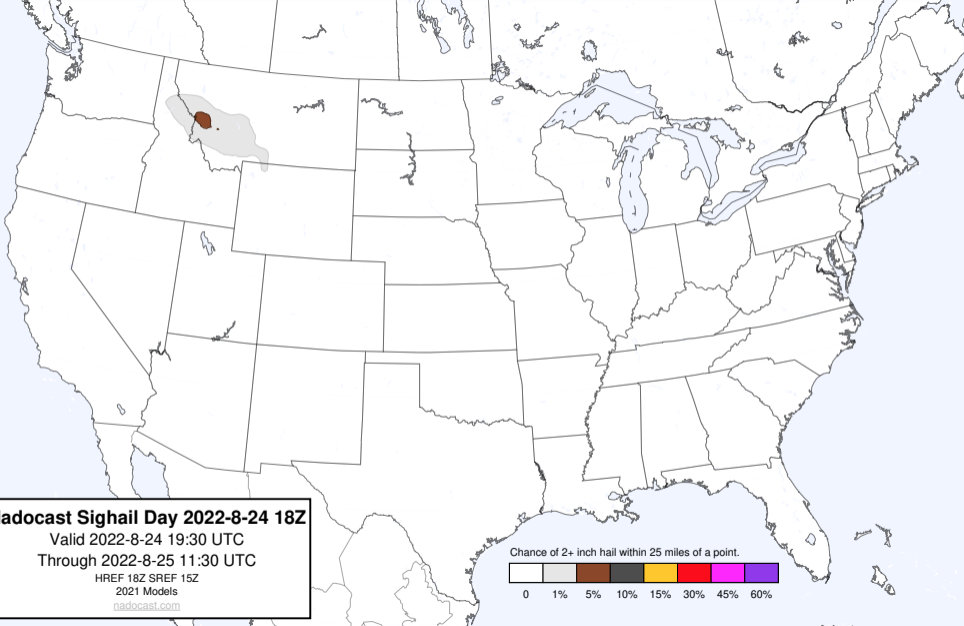 adocast Sighail Day 2022-8-24 18Z
Valid 2022-8-24 19:30 UTC
Through 2022-8-25 11:30 UTC
HREF 18Z SREF 15Z
2021 Models
nadocast.com
Chance of 2+ inch hail within 25 miles of a point.
0 1% 5% 10% 15% 30% 45% 60%